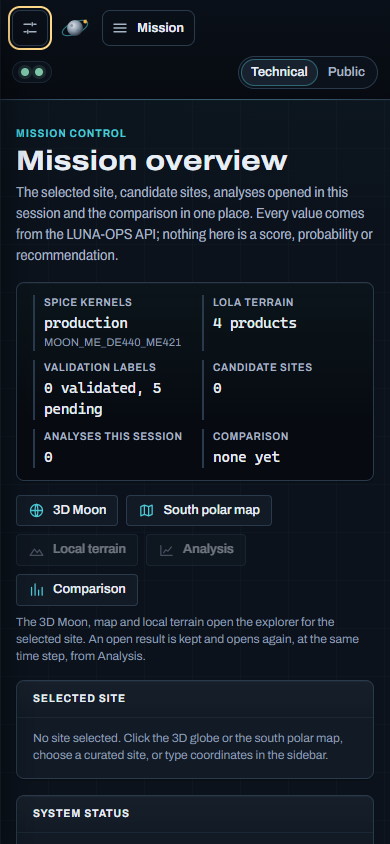 Mission
Technical Public
MISSION CONTROL
Mission overview
The selected site, candidate sites, analyses opened in this
session and the comparison in one place. Every value comes
from the LUNA-OPS API; nothing here is a score, probability or
recommendation.
SPICE KERNELS
production
MOON_ME_DE440_ME421
LOLA TERRAIN
4 products
VALIDATION LABELS
0 validated, 5
pending
CANDIDATE SITES
0
ANALYSES THIS SESSION
0
COMPARISON
none yet
3D Moon South polar map
Local terrain Analysis
Comparison
The 3D Moon, map and local terrain open the explorer for the
selected site. An open result is kept and opens again, at the same
time step, from Analysis.
SELECTED SITE
No site selected. Click the 3D globe or the south polar map,
choose a curated site, or type coordinates in the sidebar.
SYSTEM STATUS